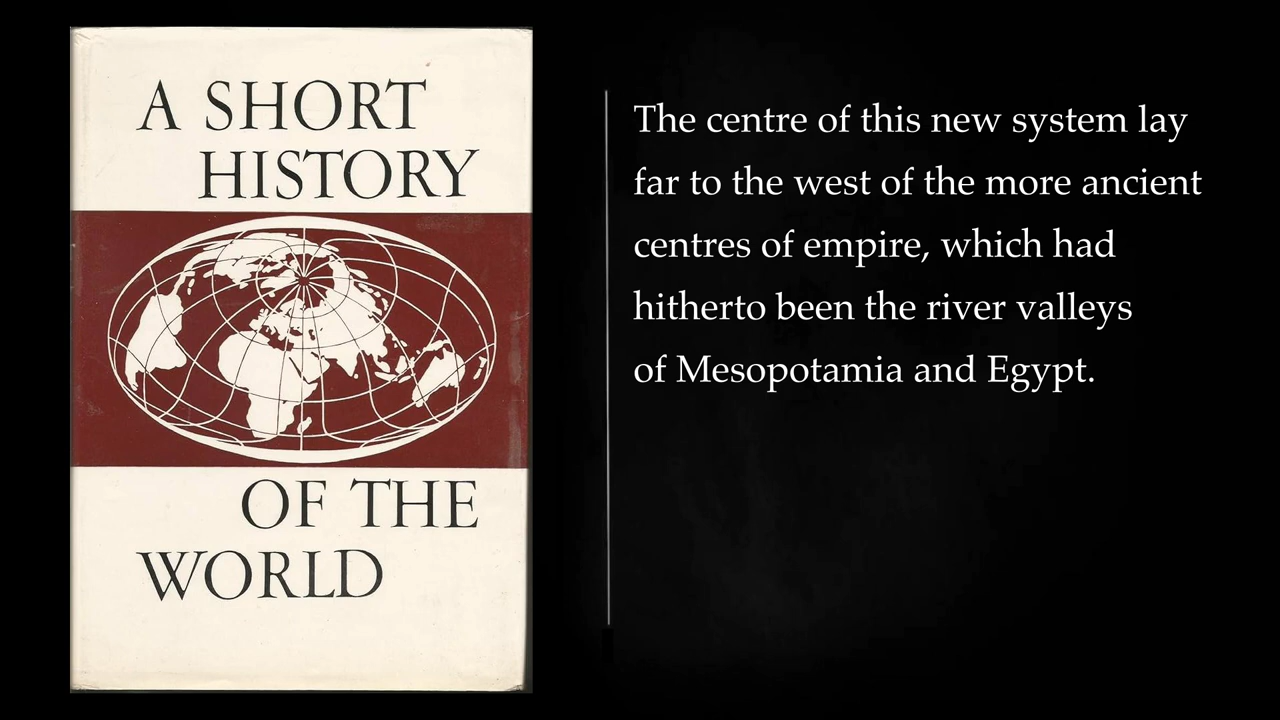 A SHORT
HISTORY
OF THE
WORLD
The centre of this new system lay
far to the west of the more ancient
centres of empire, which had
hitherto been the river valleys
of Mesopotamia and Egypt.